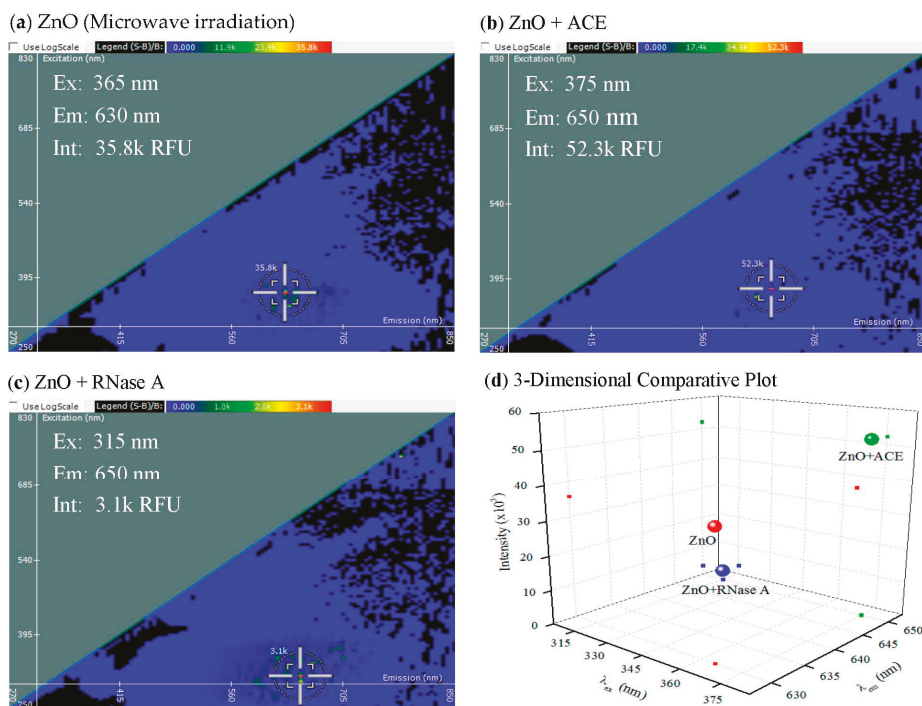 (a) ZnO (Microwave irradiation)
Use LogScale Legend (S-B)/B: 0.000 11.9k 23.9k 35.8k
830 Excitation (nm)
Ex: 365 nm
Em: 630 nm
Int: 35.8k RFU
685
540
395
35.8k
Emission (nm)
270 250 415 560 705 850
(b) ZnO + ACE
Use LogScale Legend (S-B)/B: 0.000 17.4k 34.9k 52.3k
830 Excitation (nm)
Ex: 375 nm
Em: 650 nm
Int: 52.3k RFU
685
540
395
52.3k
Emission (nm)
270 250 415 560 705 850
(c) ZnO + RNase A
Use LogScale Legend (S-B)/B: 0.000 1.0k 2.0k 3.1k
830 Excitation (nm)
Ex: 315 nm
Em: 650 nm
Int: 3.1k RFU
685
540
395
3.1k
Emission (nm)
270 250 415 560 705 850
(d) 3-Dimensional Comparative Plot
60
50
40
30
20
10
0
Intensity (x10³)
ZnO+ACE
ZnO
ZnO+RNase A
315 330 345 360 375
λex (nm)
630 635 640 645 650
λem (nm)